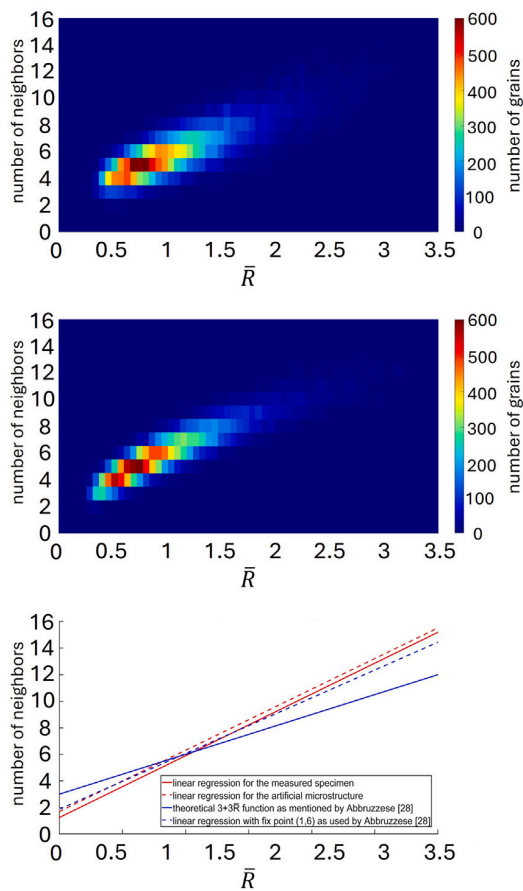 16
14
12
10
8
6
4
2
0
number of neighbors
0 0.5 1 1.5 2 2.5 3 3.5
R̄
600
500
400
300
200
100
0
number of grains
16
14
12
10
8
6
4
2
0
number of neighbors
0 0.5 1 1.5 2 2.5 3 3.5
R̄
600
500
400
300
200
100
0
number of grains
16
14
12
10
8
6
4
2
0
number of neighbors
linear regression for the measured specimen
linear regression for the artificial microstructure
theoretical 3+3R̄ function as mentioned by Abbruzzese [28]
linear regression with fix point (1,6) as used by Abbruzzese [28]
0 0.5 1 1.5 2 2.5 3 3.5
R̄